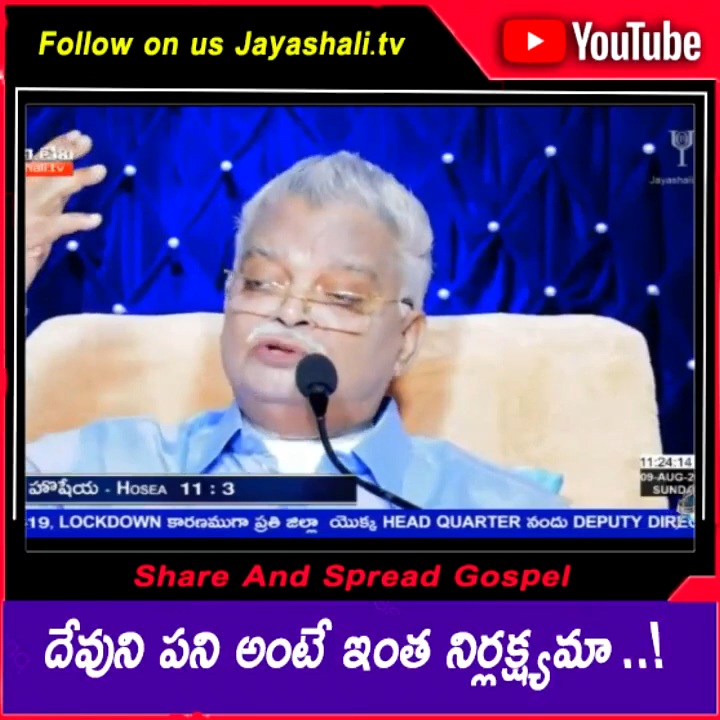 Follow on us Jayashali.tv
YouTube
Jayashali
హొషేయ - HOSEA 11 : 3
11:24:14
09-AUG-2
SUND
19, LOCKDOWN కారణముగా ప్రతి జిల్లా యొక్క HEAD QUARTER నందు DEPUTY DIREC
Share And Spread Gospel
దేవుని పని అంటే ఇంత నిర్లక్ష్యమా ..!